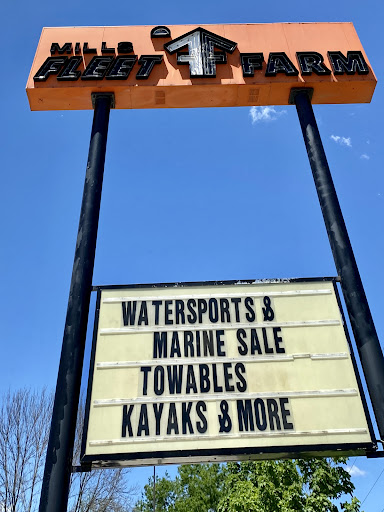 MILLS
FLEET FARM
WATERSPORTS &
MARINE SALE
TOWABLES
KAYAKS & MORE